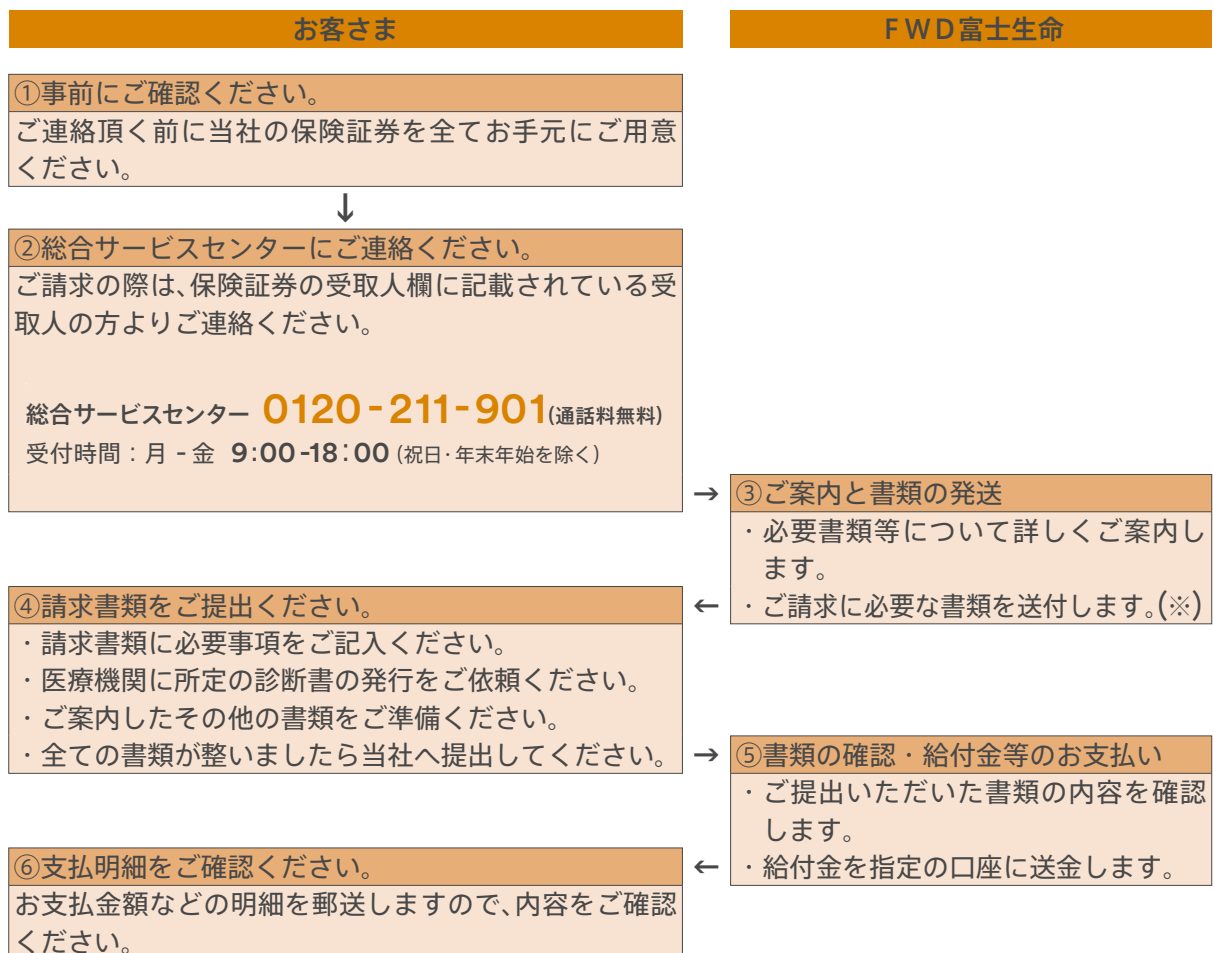 お客さま
ＦＷＤ富士生命
①事前にご確認ください。
ご連絡頂く前に当社の保険証券を全てお手元にご用意
ください。
↓
②総合サービスセンターにご連絡ください。
ご請求の際は、保険証券の受取人欄に記載されている受
取人の方よりご連絡ください。
総合サービスセンター 0120-211-901(通話料無料)
受付時間：月 - 金 9:00-18:00 (祝日･年末年始を除く)
→
③ご案内と書類の発送
・必要書類等について詳しくご案内し
ます。
・ご請求に必要な書類を送付します。(※)
←
④請求書類をご提出ください。
・請求書類に必要事項をご記入ください。
・医療機関に所定の診断書の発行をご依頼ください。
・ご案内したその他の書類をご準備ください。
・全ての書類が整いましたら当社へ提出してください。
→
⑤書類の確認・給付金等のお支払い
・ご提出いただいた書類の内容を確認
します。
・給付金を指定の口座に送金します。
←
⑥支払明細をご確認ください。
お支払金額などの明細を郵送しますので、内容をご確認
ください。